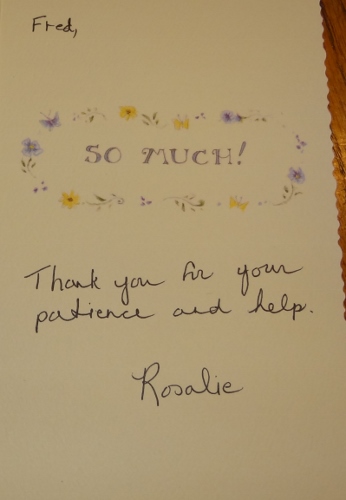 Fred,
SO MUCH!
Thank you for your
patience and help.
Rosalie